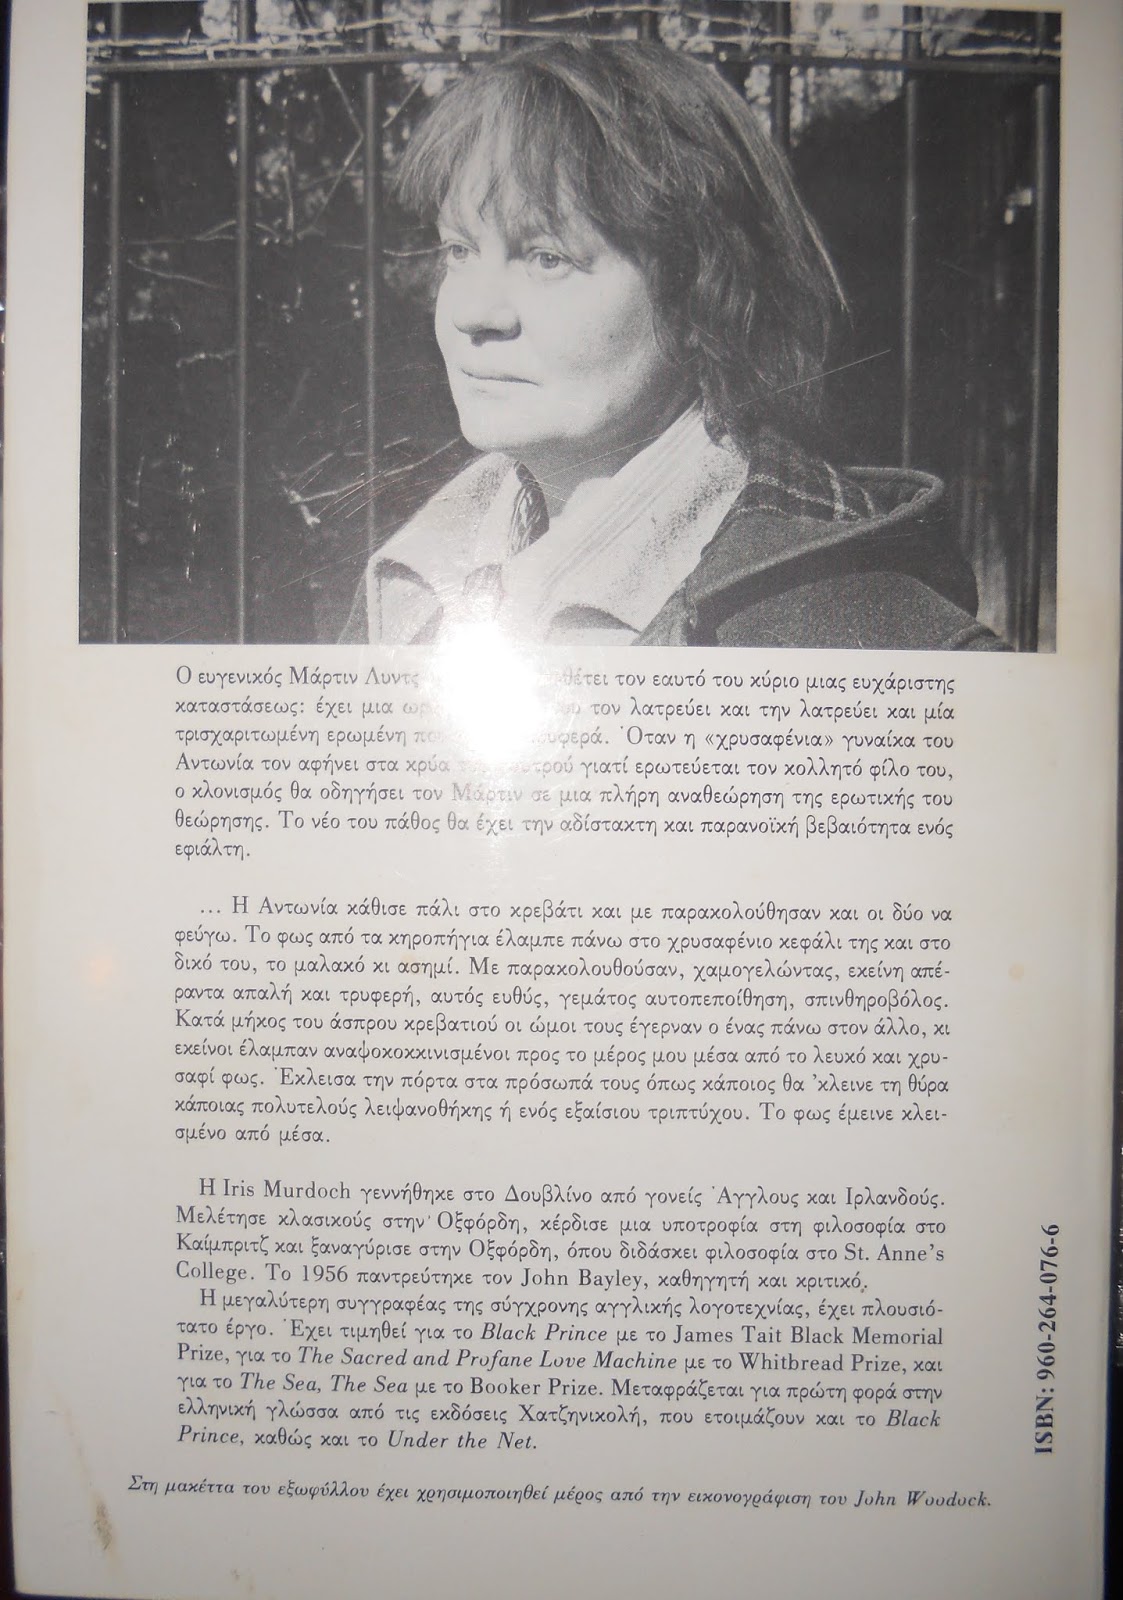 Ο ευγενικός Μάρτιν Λυντς θέτει τον εαυτό του κύριο μιας ευχάριστης
καταστάσεως: έχει μια τον λατρεύει και την λατρεύει και μία
τρισχαριτωμένη ερωμένη Όταν η «χρυσαφένια» γυναίκα του
Αντωνία τον αφήνει στα κρύα του λουτρού γιατί ερωτεύεται τον κολλητό φίλο του,
ο κλονισμός θα οδηγήσει τον Μάρτιν σε μια πλήρη αναθεώρηση της ερωτικής του
θεώρησης. Το νέο του πάθος θα έχει την αδίστακτη και παρανοϊκή βεβαιότητα ενός
εφιάλτη.
... Η Αντωνία κάθισε πάλι στο κρεβάτι και με παρακολούθησαν και οι δύο να
φεύγω. Το φως από τα κηροπήγια έλαμπε πάνω στο χρυσαφένιο κεφάλι της και στο
δικό του, το μαλακό κι ασημί. Με παρακολουθούσαν, χαμογελώντας, εκείνη απέ-
ραντα απαλή και τρυφερή, αυτός ευθύς, γεμάτος αυτοπεποίθηση, σπινθηροβόλος.
Κατά μήκος του άσπρου κρεβατιού οι ώμοι τους έγερναν ο ένας πάνω στον άλλο, κι
εκείνοι έλαμπαν αναψοκοκκινισμένοι προς το μέρος μου μέσα από το λευκό και χρυ-
σαφί φως. Έκλεισα την πόρτα στα πρόσωπά τους όπως κάποιος θα 'κλεινε τη θύρα
κάποιας πολυτελούς λειψανοθήκης ή ενός εξαίσιου τριπτύχου. Το φως έμεινε κλει-
σμένο από μέσα.
Η Iris Murdoch γεννήθηκε στο Δουβλίνο από γονείς Άγγλους και Ιρλανδούς.
Μελέτησε κλασικούς στην Οξφόρδη, κέρδισε μια υποτροφία στη φιλοσοφία στο
Καίμπριτζ και ξαναγύρισε στην Οξφόρδη, όπου διδάσκει φιλοσοφία στο St. Anne's
College. Το 1956 παντρεύτηκε τον John Bayley, καθηγητή και κριτικό.
Η μεγαλύτερη συγγραφέας της σύγχρονης αγγλικής λογοτεχνίας, έχει πλουσιό-
τατο έργο. Έχει τιμηθεί για το Black Prince με το James Tait Black Memorial
Prize, για το The Sacred and Profane Love Machine με το Whitbread Prize, και
για το The Sea, The Sea με το Booker Prize. Μεταφράζεται για πρώτη φορά στην
ελληνική γλώσσα από τις εκδόσεις Χατζηνικολή, που ετοιμάζουν και το Black
Prince, καθώς και το Under the Net.
Στη μακέττα του εξωφύλλου έχει χρησιμοποιηθεί μέρος από την εικονογράφιση του John Woodock.
ISBN: 960-264-076-6